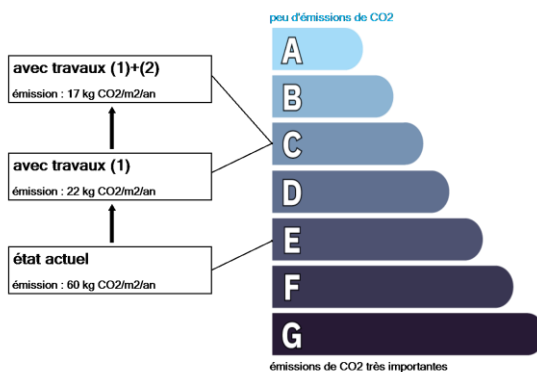 peu d'émissions de CO2
avec travaux (1)+(2)
émission : 17 kg CO2/m2/an
avec travaux (1)
émission : 22 kg CO2/m2/an
état actuel
émission : 60 kg CO2/m2/an
A
B
C
D
E
F
G
émissions de CO2 très importantes